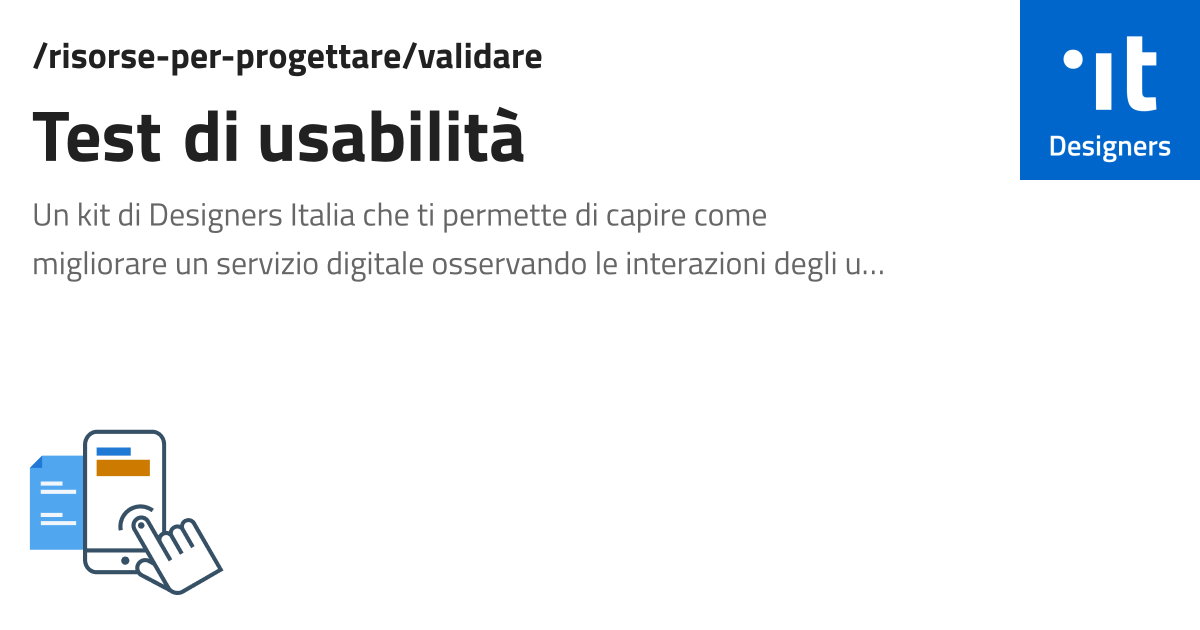 /risorse-per-progettare/validare
Test di usabilità
Un kit di Designers Italia che ti permette di capire come
migliorare un servizio digitale osservando le interazioni degli u…
it
Designers